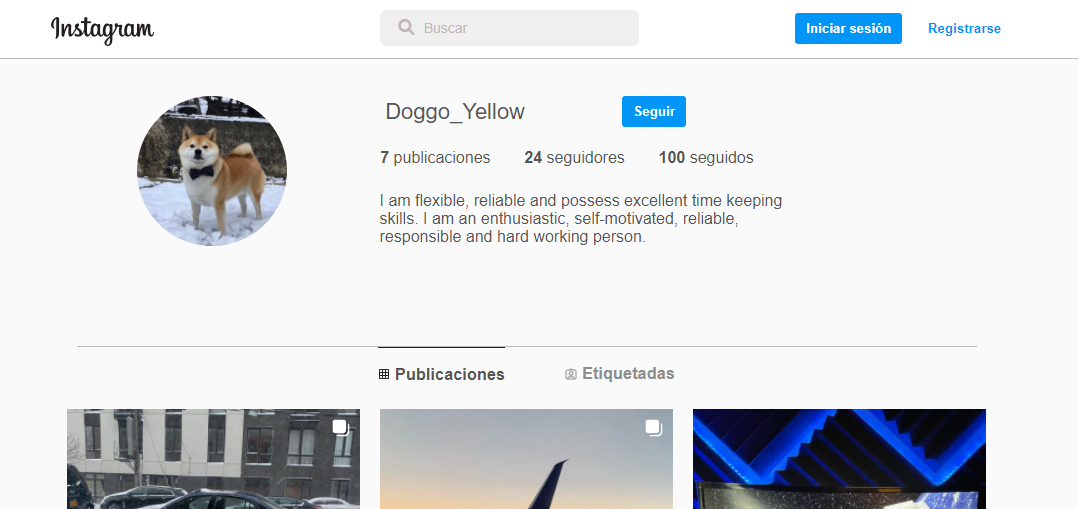 Instagram
Buscar
Iniciar sesión
Registrarse
Doggo_Yellow
Seguir
7 publicaciones
24 seguidores
100 seguidos
I am flexible, reliable and possess excellent time keeping
skills. I am an enthusiastic, self-motivated, reliable,
responsible and hard working person.
Publicaciones
Etiquetadas